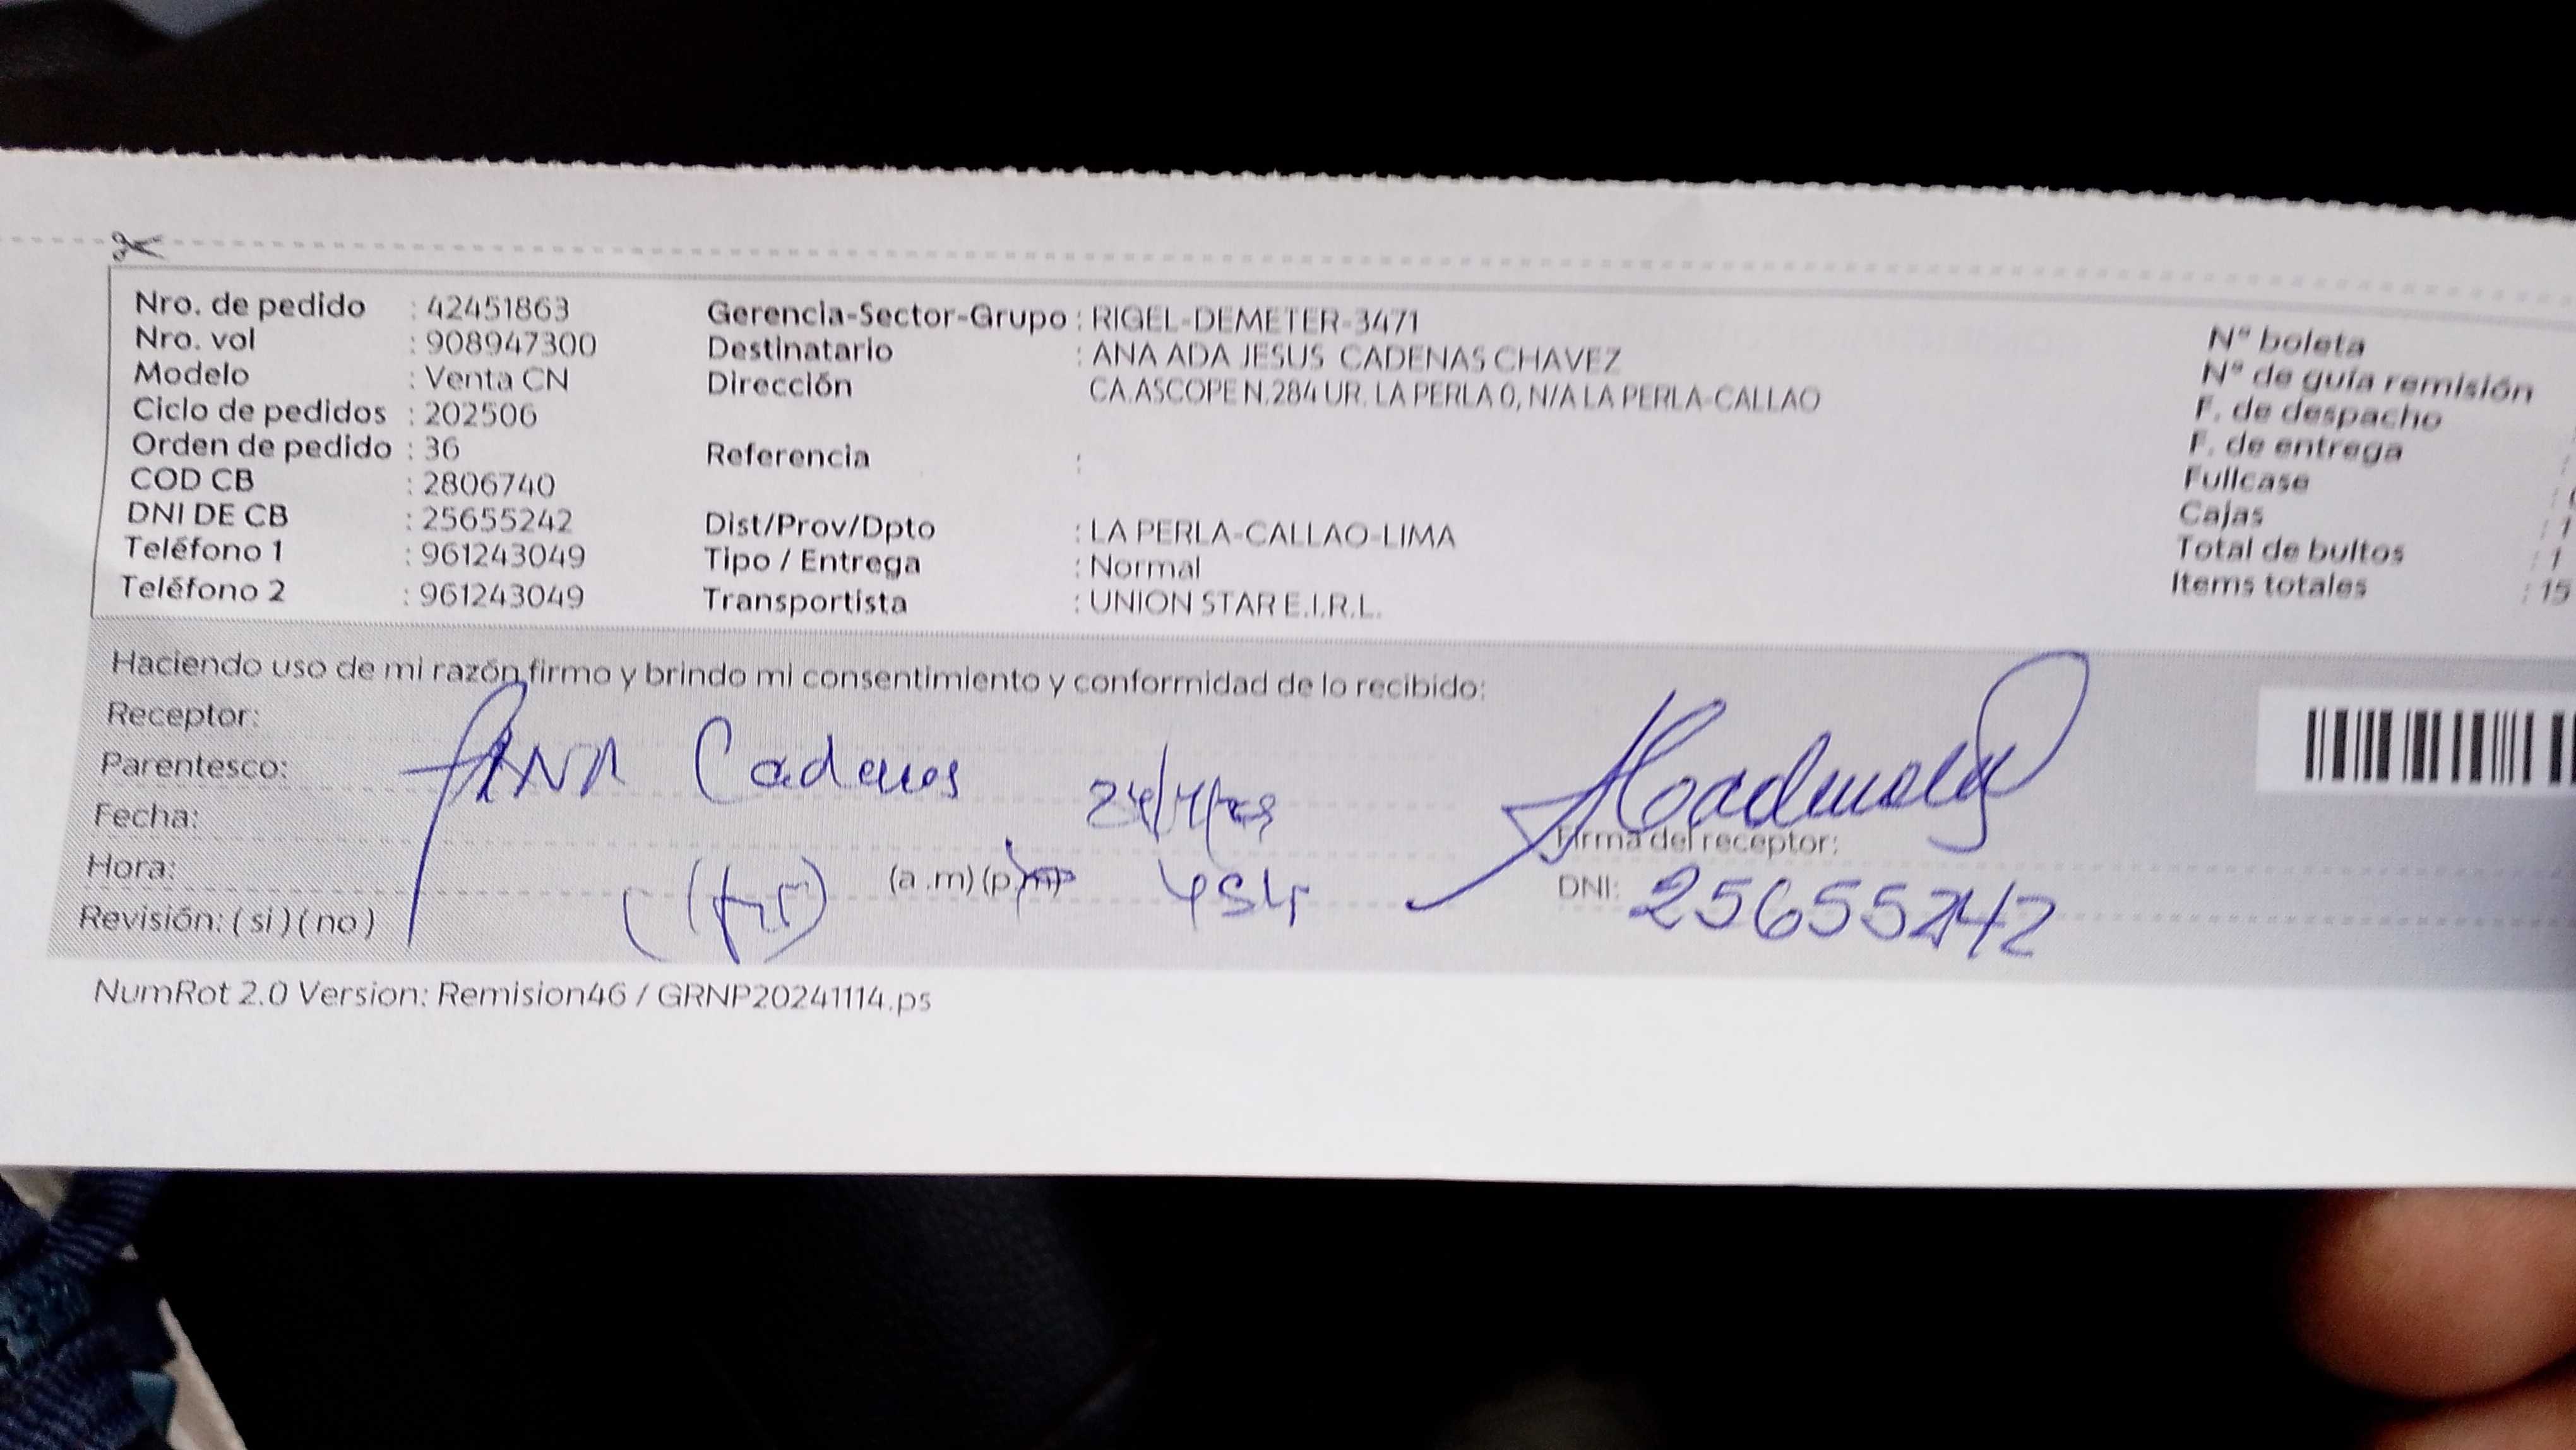 Nro. de pedido : 42451863
Nro. vol : 908947300
Modelo : Venta CN
Ciclo de pedidos : 202506
Orden de pedido : 36
COD CB : 2806740
DNI DE CB : 25655242
Teléfono 1 : 961243049
Teléfono 2 : 961243049
Gerencia-Sector-Grupo : RIGEL-DEMETER-3471
Destinatario : ANA ADA JESUS CADENAS CHAVEZ
Dirección CA.ASCOPE N.284 UR. LA PERLA 0, N/A LA PERLA-CALLAO
Referencia :
Dist/Prov/Dpto : LA PERLA-CALLAO-LIMA
Tipo / Entrega : Normal
Transportista : UNION STAR E.I.R.L.
N° boleta
N° de guía remisión
F. de despacho
F. de entrega :
Fullcase :
Cajas : 1
Total de bultos : 1
Items totales : 15
Haciendo uso de mi razón firmo y brindo mi consentimiento y conformidad de lo recibido:
Receptor:
Parentesco: ANA Cadenas
Fecha:
Firma del receptor:
Hora: (a.m) (p.m)
DNI: 25655242
Revisión: ( si ) ( no )
NumRot 2.0 Version: Remision46 / GRNP20241114.ps